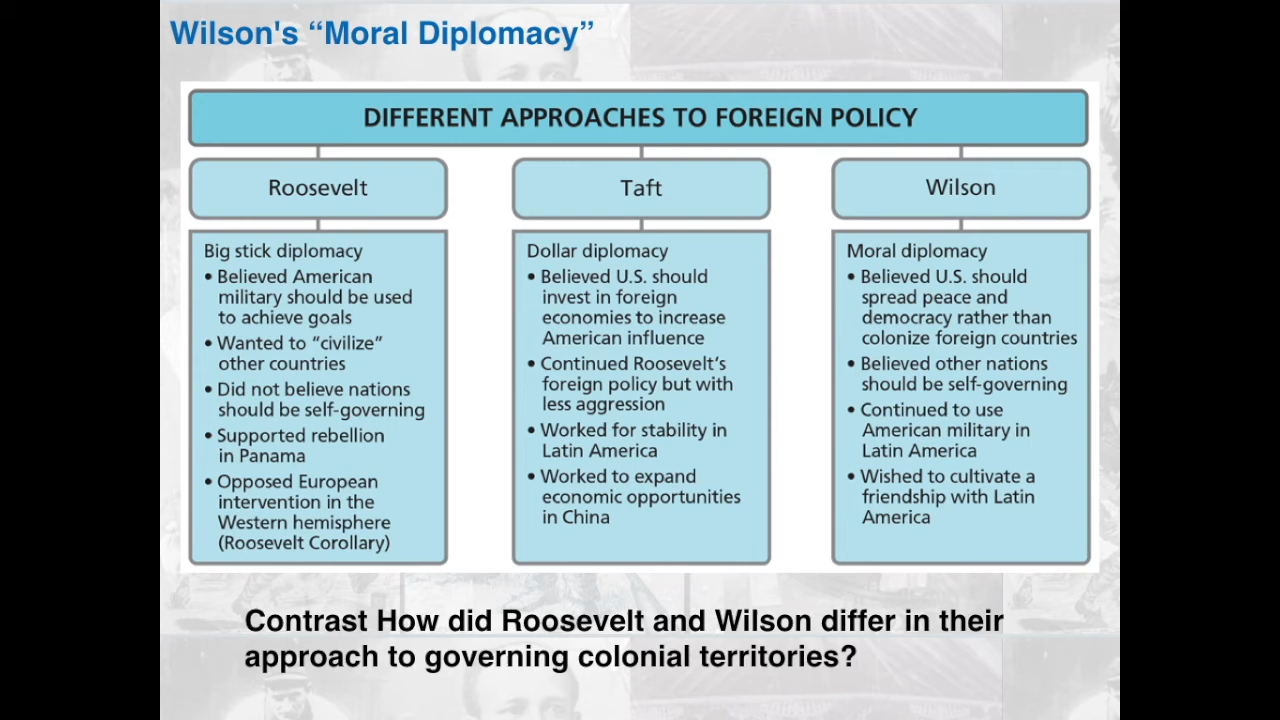 Wilson's “Moral Diplomacy”
DIFFERENT APPROACHES TO FOREIGN POLICY
Roosevelt
Big stick diplomacy
• Believed American
military should be used
to achieve goals
• Wanted to “civilize”
other countries
• Did not believe nations
should be self-governing
• Supported rebellion
in Panama
• Opposed European
intervention in the
Western hemisphere
(Roosevelt Corollary)
Taft
Dollar diplomacy
• Believed U.S. should
invest in foreign
economies to increase
American influence
• Continued Roosevelt's
foreign policy but with
less aggression
• Worked for stability in
Latin America
• Worked to expand
economic opportunities
in China
Wilson
Moral diplomacy
• Believed U.S. should
spread peace and
democracy rather than
colonize foreign countries
• Believed other nations
should be self-governing
• Continued to use
American military in
Latin America
• Wished to cultivate a
friendship with Latin
America
Contrast How did Roosevelt and Wilson differ in their
approach to governing colonial territories?